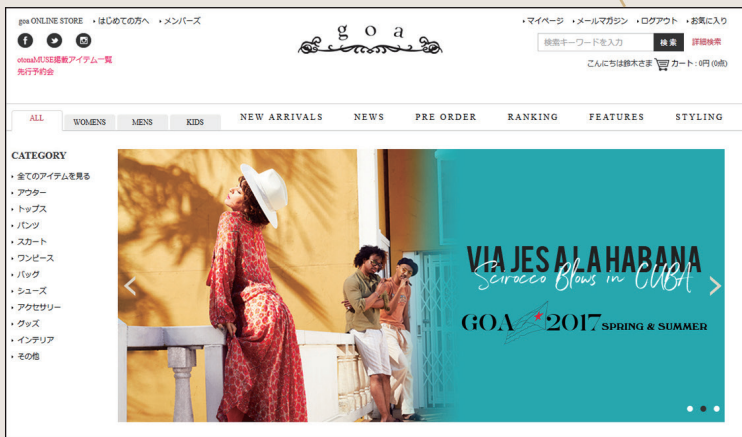 goa ONLINE STORE ・はじめての方へ ・メンバーズ
・マイページ ・メールマガジン ・ログアウト ・お気に入り
goa
検索キーワードを入力 検索 詳細検索
otonaMUSE掲載アイテム一覧
先行予約会
こんにちは鈴木さま カート : 0円 (0点)
ALL WOMENS MENS KIDS NEW ARRIVALS NEWS PRE ORDER RANKING FEATURES STYLING
CATEGORY
・全てのアイテムを見る
・アウター
・トップス
・パンツ
・スカート
・ワンピース
・バッグ
・シューズ
・アクセサリー
・グッズ
・インテリア
・その他
VIA JES A LA HABANA
Scirocco Blows in CUBA
GOA 2017 SPRING & SUMMER